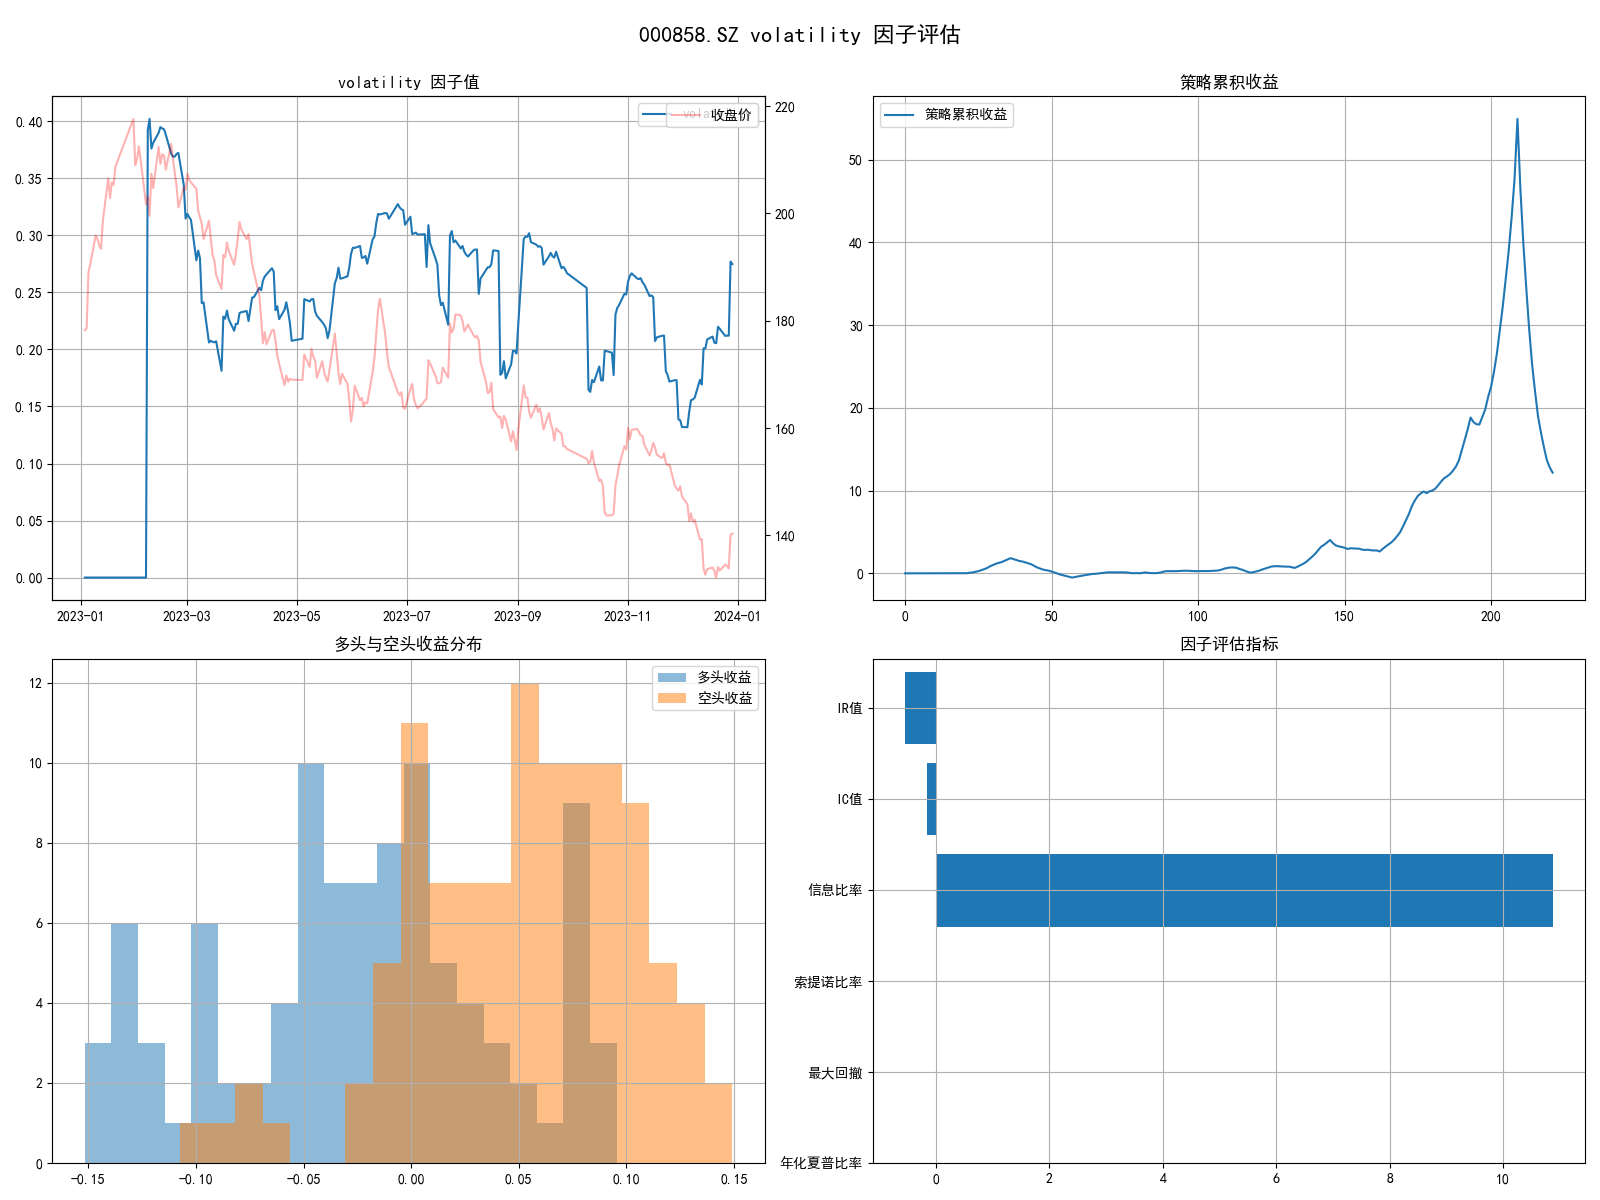 000858.SZ volatility 因子评估
volatility 因子值
收盘价
0.40
0.35
0.30
0.25
0.20
0.15
0.10
0.05
0.00
220
200
180
160
140
2023-01 2023-03 2023-05 2023-07 2023-09 2023-11 2024-01
策略累积收益
策略累积收益
50
40
30
20
10
0
0 50 100 150 200
多头与空头收益分布
多头收益
空头收益
12
10
8
6
4
2
0
-0.15 -0.10 -0.05 0.00 0.05 0.10 0.15
因子评估指标
IR值
IC值
信息比率
索提诺比率
最大回撤
年化夏普比率
0 2 4 6 8 10